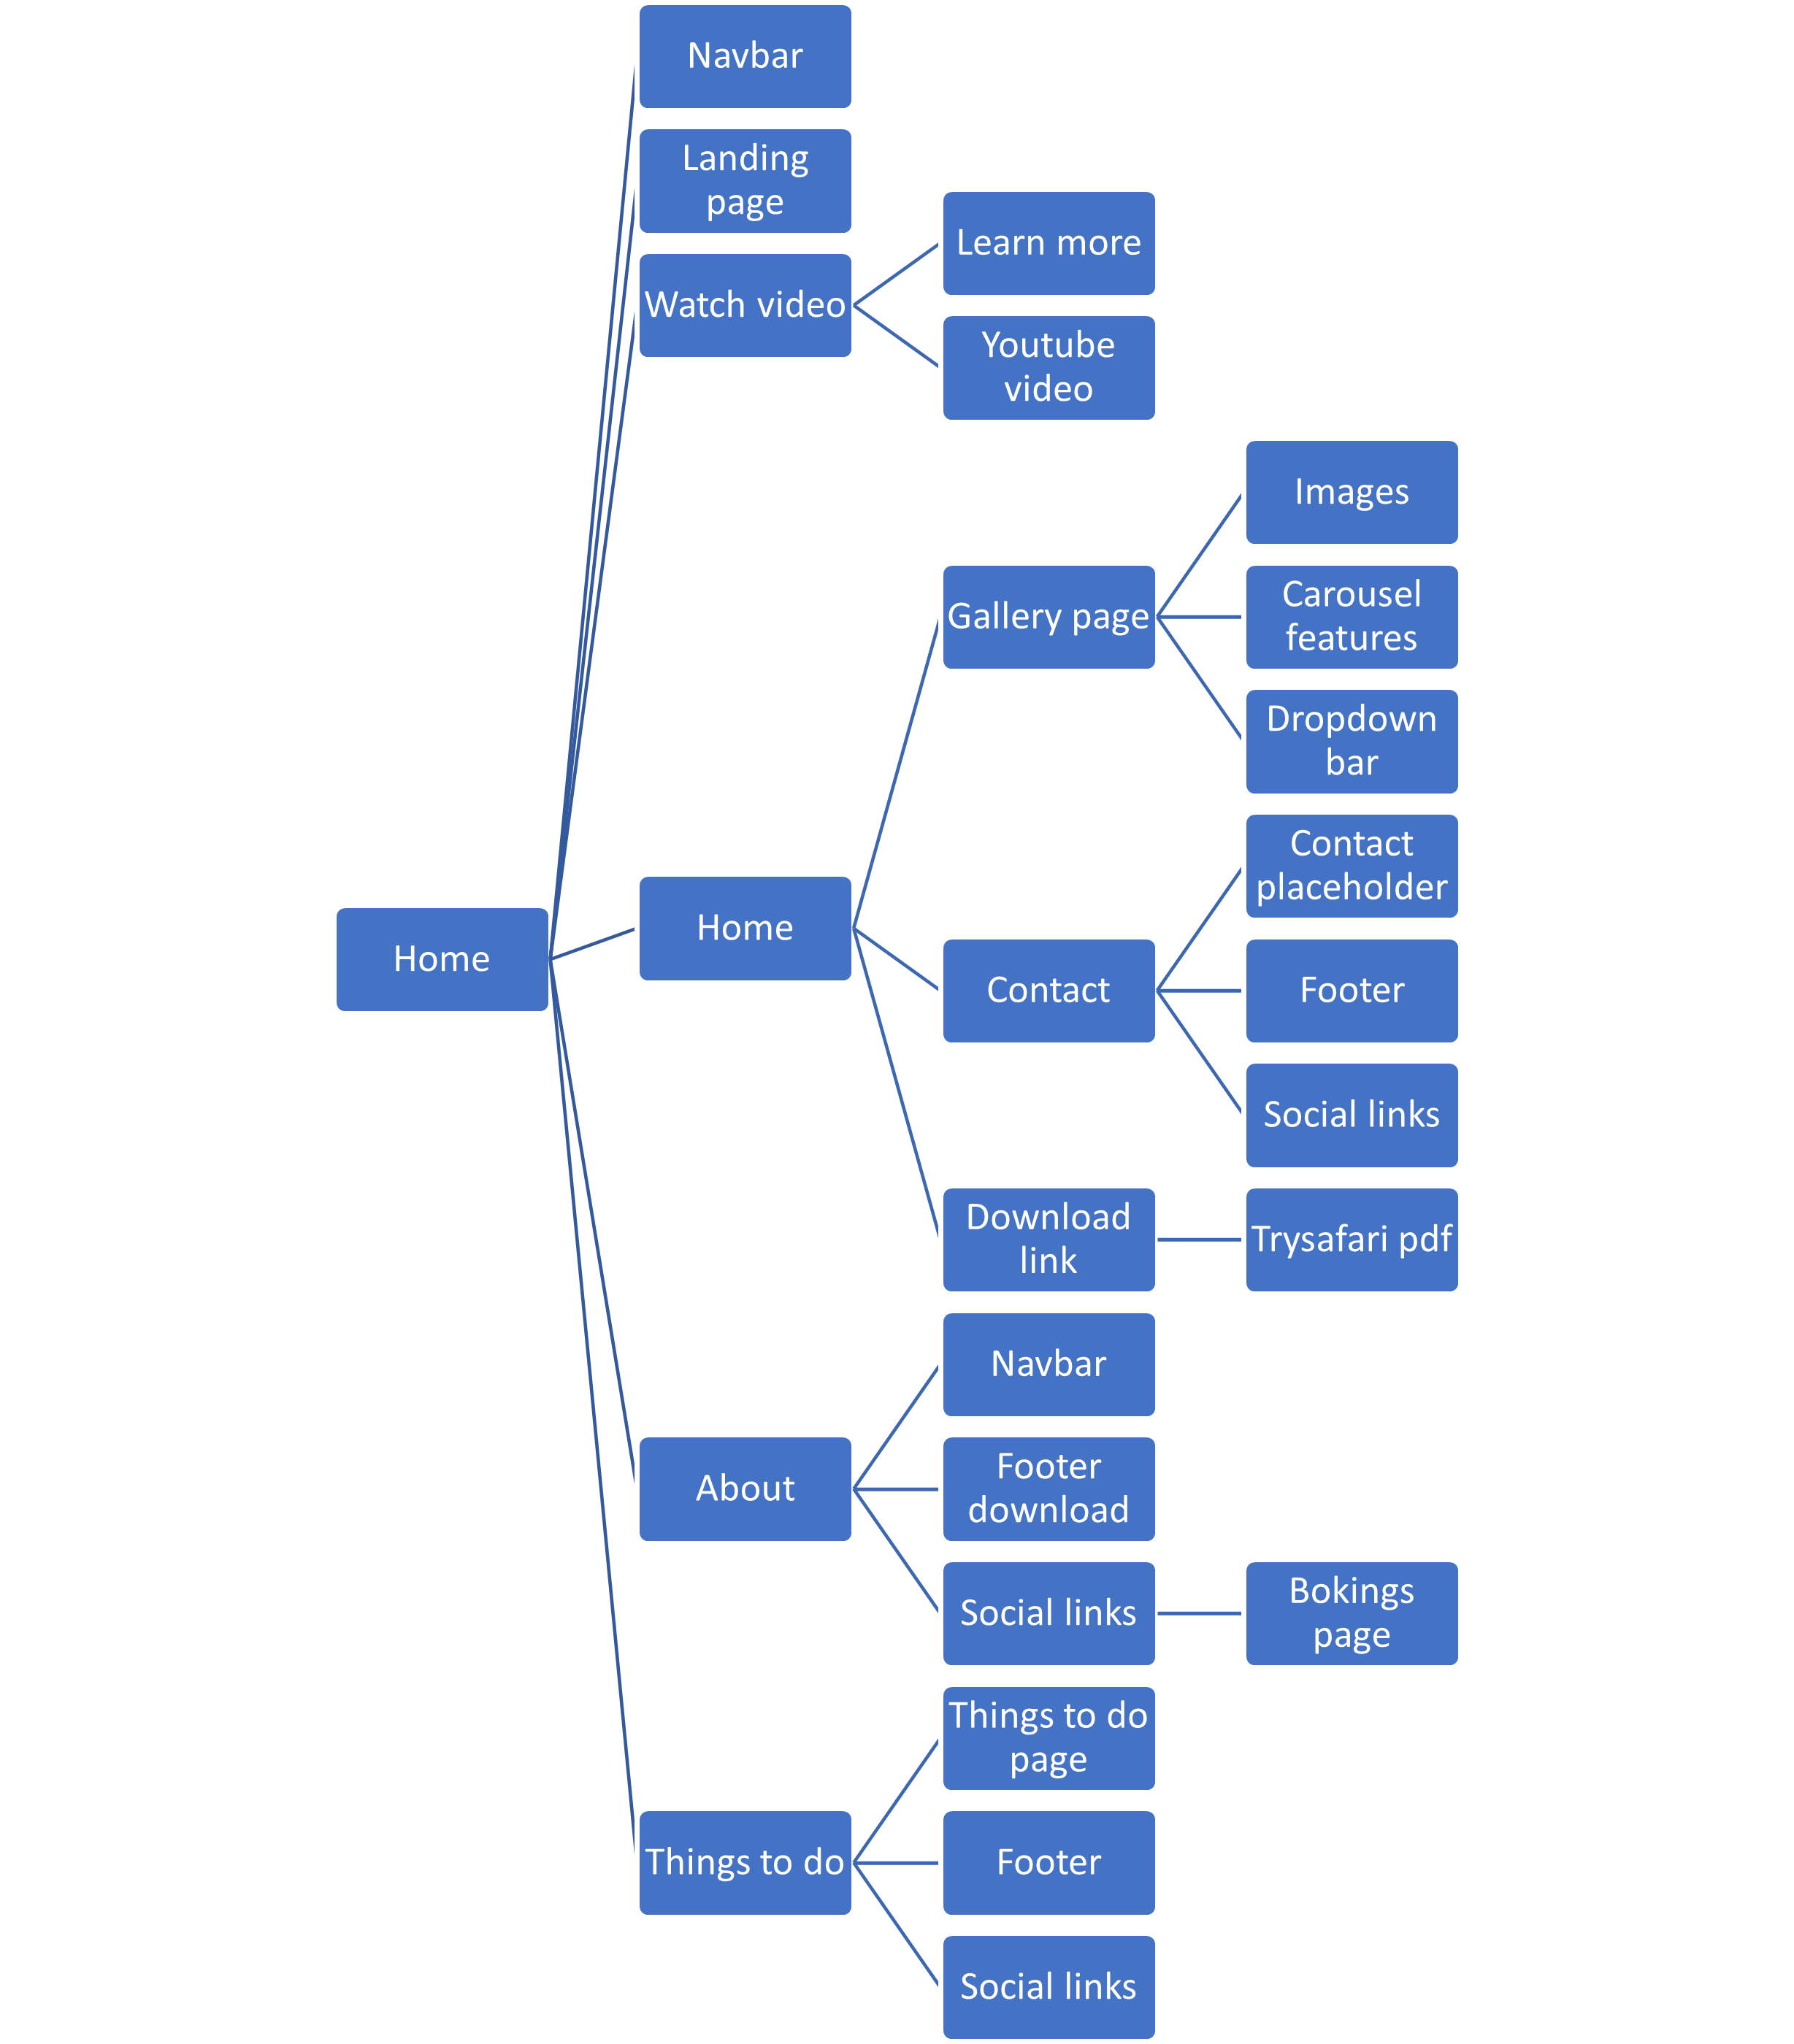 Navbar
Landing
page
Watch video
Learn more
Youtube
video
Images
Gallery page
Carousel
features
Dropdown
bar
Contact
placeholder
Home
Home
Contact
Footer
Social links
Download
link
Trysafari pdf
Navbar
About
Footer
download
Social links
Bokings
page
Things to do
page
Things to do
Footer
Social links